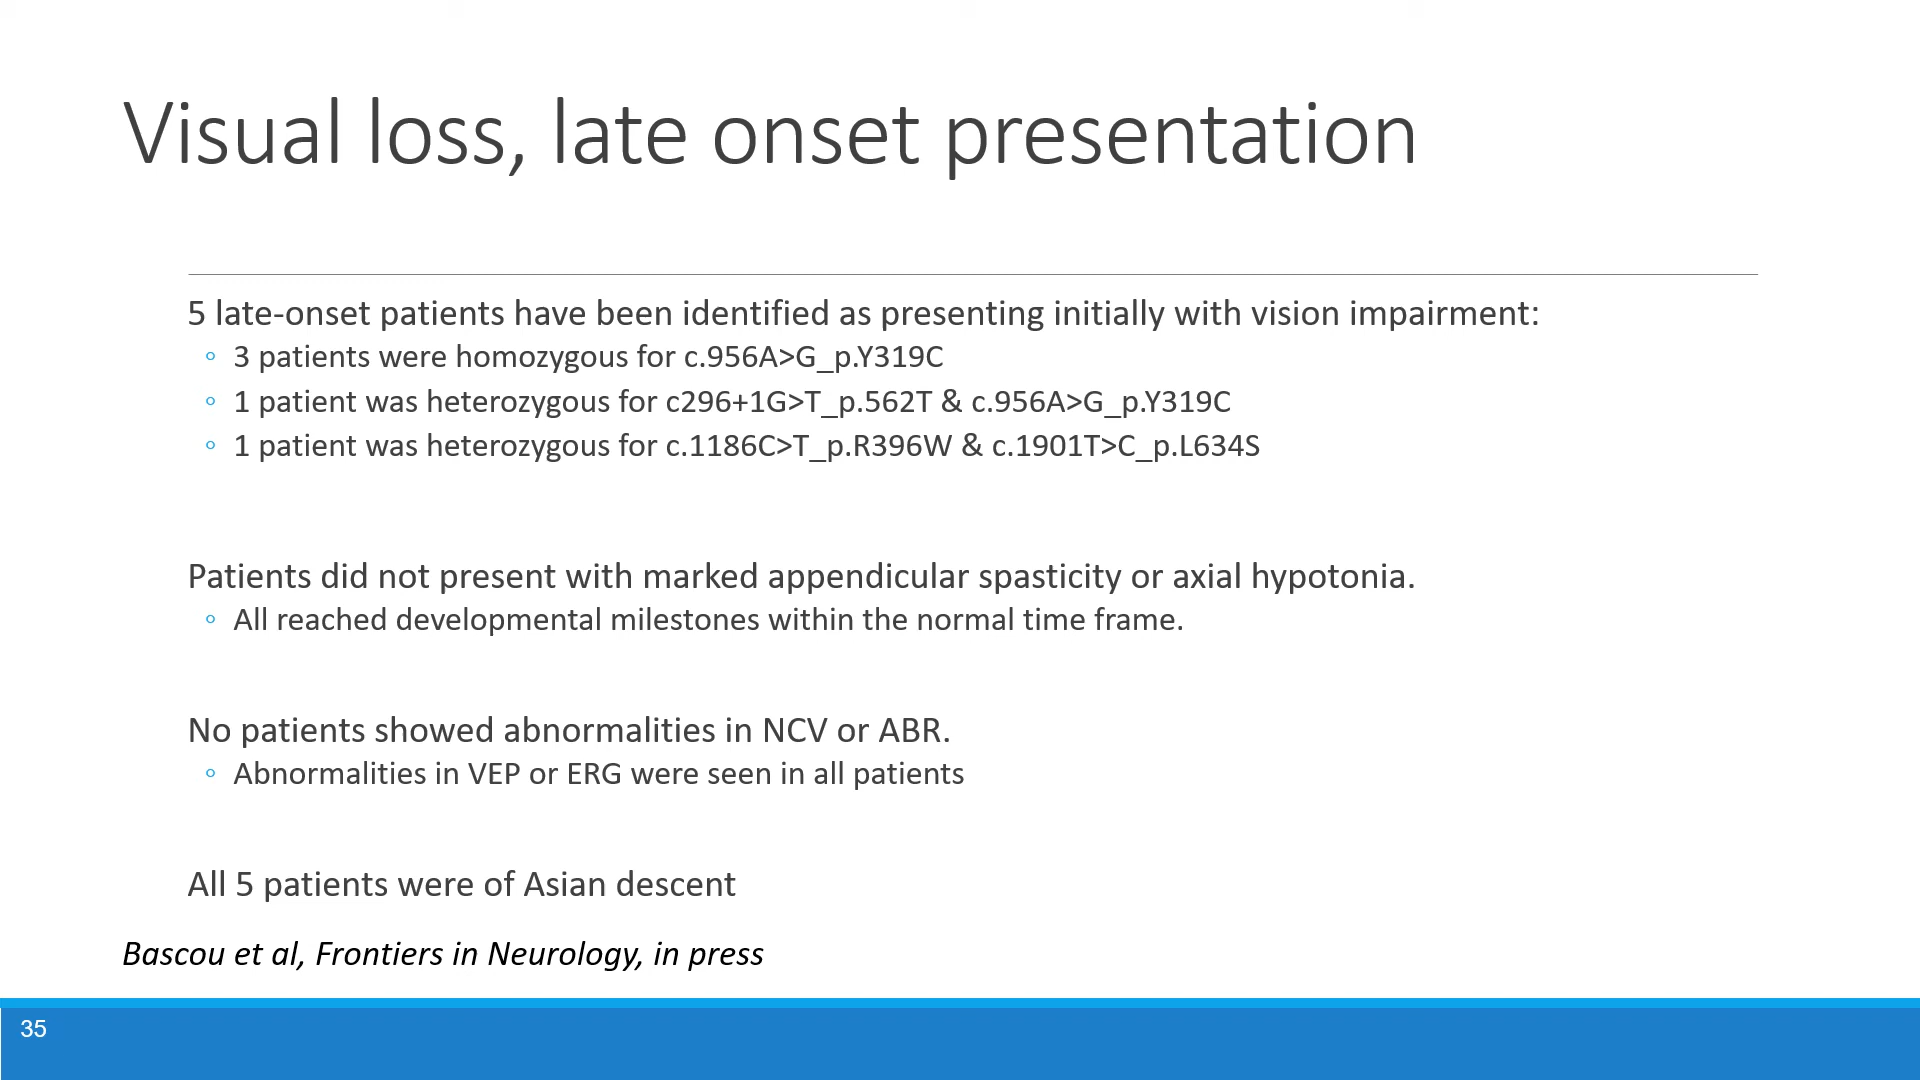 Visual loss, late onset presentation
5 late-onset patients have been identified as presenting initially with vision impairment:
◦ 3 patients were homozygous for c.956A>G_p.Y319C
◦ 1 patient was heterozygous for c296+1G>T_p.562T & c.956A>G_p.Y319C
◦ 1 patient was heterozygous for c.1186C>T_p.R396W & c.1901T>C_p.L634S
Patients did not present with marked appendicular spasticity or axial hypotonia.
◦ All reached developmental milestones within the normal time frame.
No patients showed abnormalities in NCV or ABR.
◦ Abnormalities in VEP or ERG were seen in all patients
All 5 patients were of Asian descent
Bascou et al, Frontiers in Neurology, in press
35